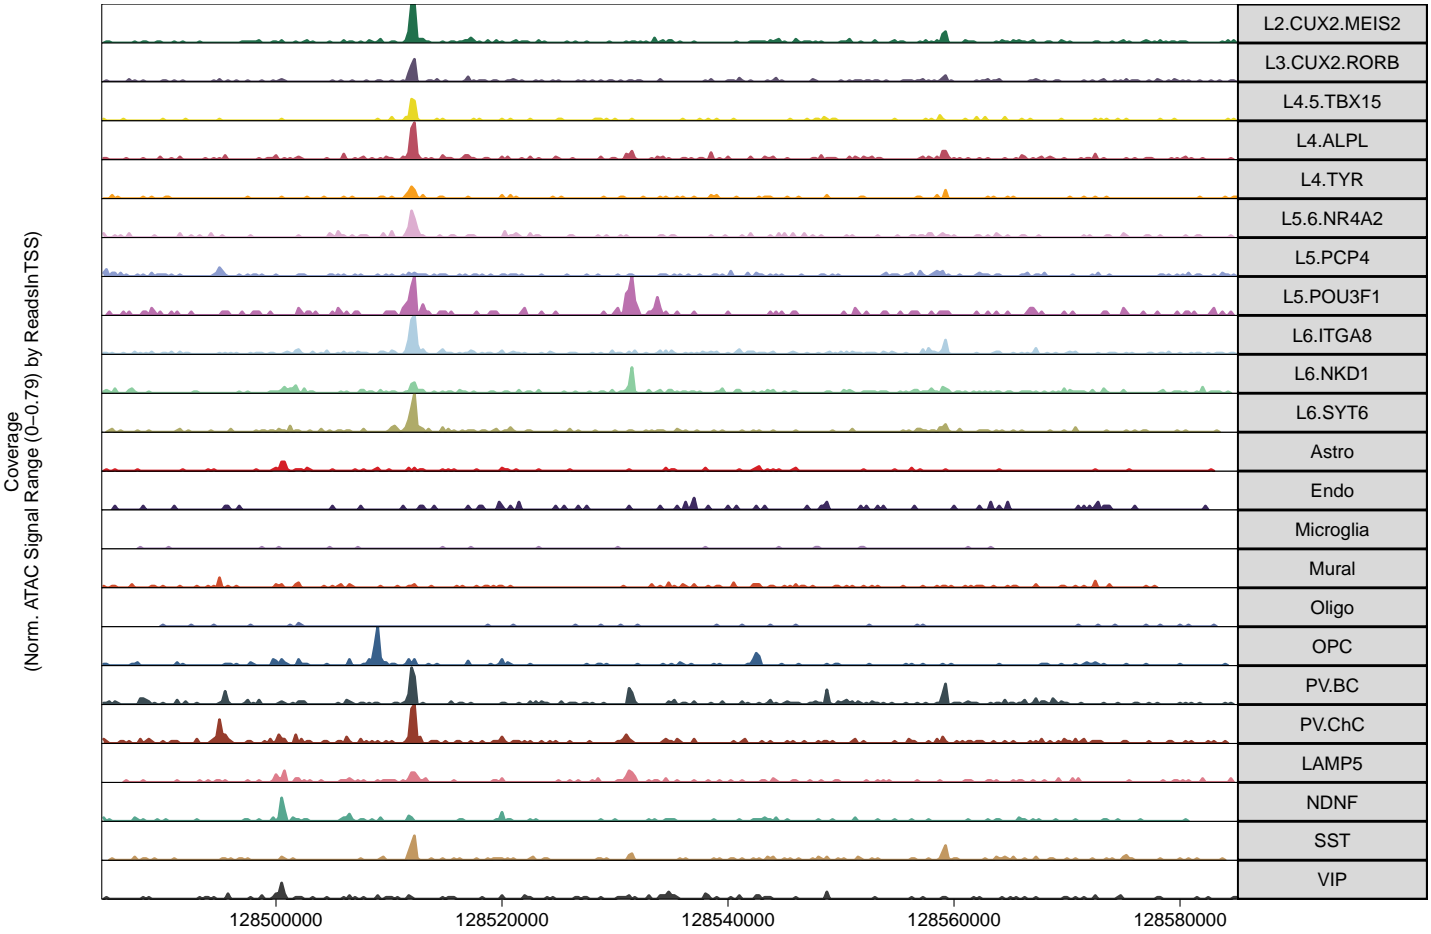 Coverage
(Norm. ATAC Signal Range (0–0.79) by ReadsInTSS)
L2.CUX2.MEIS2
L3.CUX2.RORB
L4.5.TBX15
L4.ALPL
L4.TYR
L5.6.NR4A2
L5.PCP4
L5.POU3F1
L6.ITGA8
L6.NKD1
L6.SYT6
Astro
Endo
Microglia
Mural
Oligo
OPC
PV.BC
PV.ChC
LAMP5
NDNF
SST
VIP
128500000 128520000 128540000 128560000 128580000